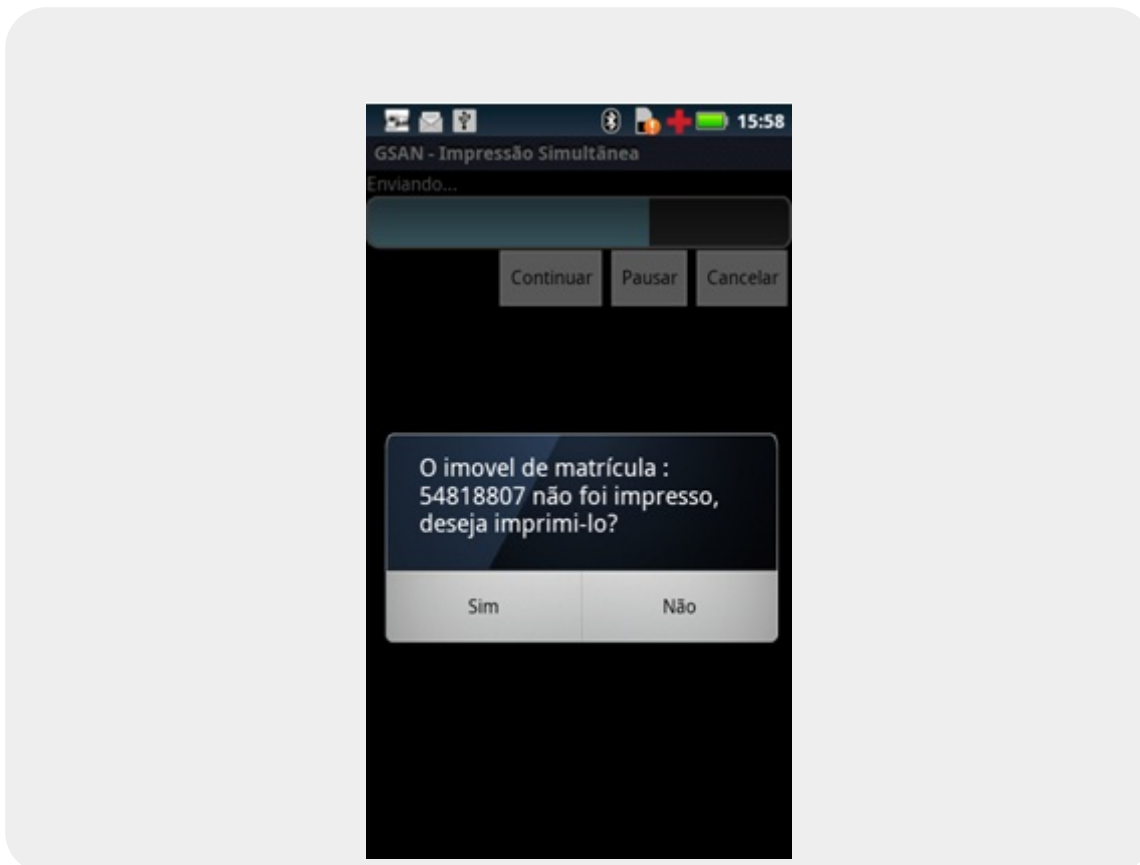 15:58
GSAN - Impressão Simultânea
Enviando...
Continuar Pausar Cancelar
O imovel de matrícula :
54818807 não foi impresso,
deseja imprimi-lo?
Sim Não